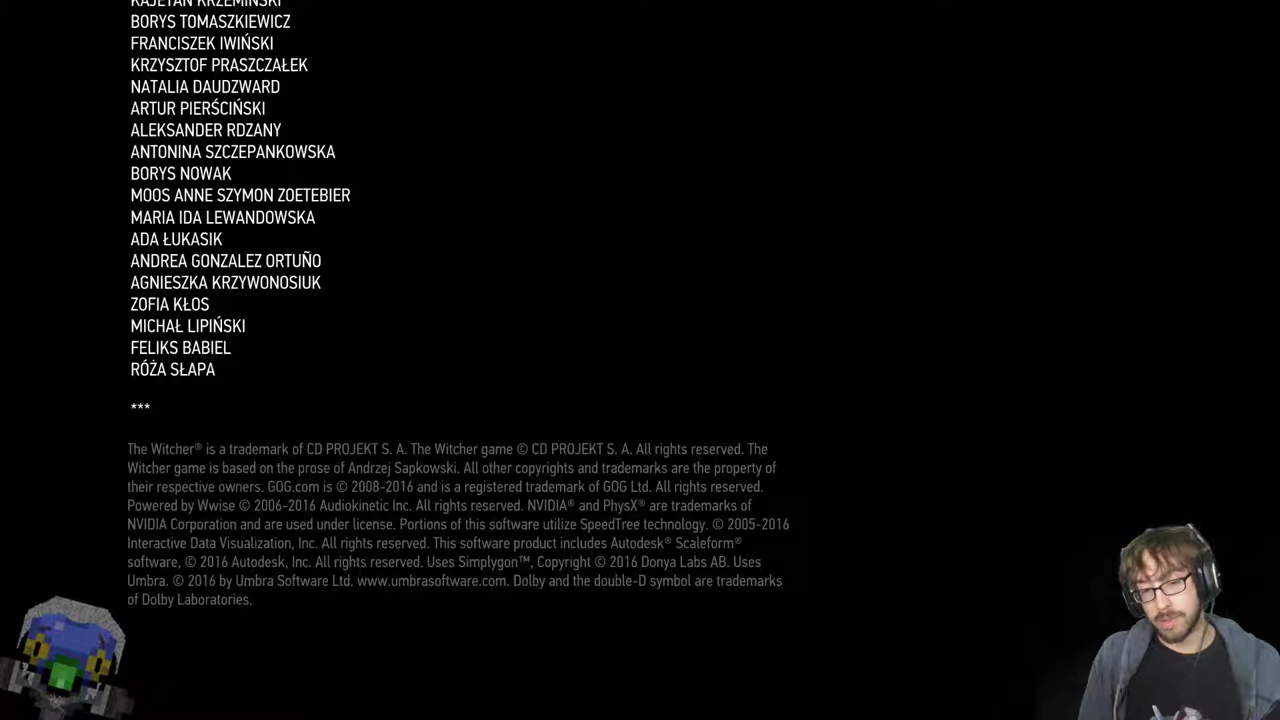 KAJETAN KRZEMIŃSKI
BORYS TOMASZKIEWICZ
FRANCISZEK IWIŃSKI
KRZYSZTOF PRASZCZAŁEK
NATALIA DAUDZWARD
ARTUR PIERŚCIŃSKI
ALEKSANDER RDZANY
ANTONINA SZCZEPANKOWSKA
BORYS NOWAK
MOOS ANNE SZYMON ZOETEBIER
MARIA IDA LEWANDOWSKA
ADA ŁUKASIK
ANDREA GONZALEZ ORTUÑO
AGNIESZKA KRZYWONOSIUK
ZOFIA KŁOS
MICHAŁ LIPIŃSKI
FELIKS BABIEL
RÓŻA SŁAPA
***
The Witcher® is a trademark of CD PROJEKT S. A. The Witcher game © CD PROJEKT S. A. All rights reserved. The
Witcher game is based on the prose of Andrzej Sapkowski. All other copyrights and trademarks are the property of
their respective owners. GOG.com is © 2008-2016 and is a registered trademark of GOG Ltd. All rights reserved.
Powered by Wwise © 2006-2016 Audiokinetic Inc. All rights reserved. NVIDIA® and PhysX® are trademarks of
NVIDIA Corporation and are used under license. Portions of this software utilize SpeedTree technology. © 2005-2016
Interactive Data Visualization, Inc. All rights reserved. This software product includes Autodesk® Scaleform®
software, © 2016 Autodesk, Inc. All rights reserved. Uses Simplygon™, Copyright © 2016 Donya Labs AB. Uses
Umbra. © 2016 by Umbra Software Ltd. www.umbrasoftware.com. Dolby and the double-D symbol are trademarks
of Dolby Laboratories.